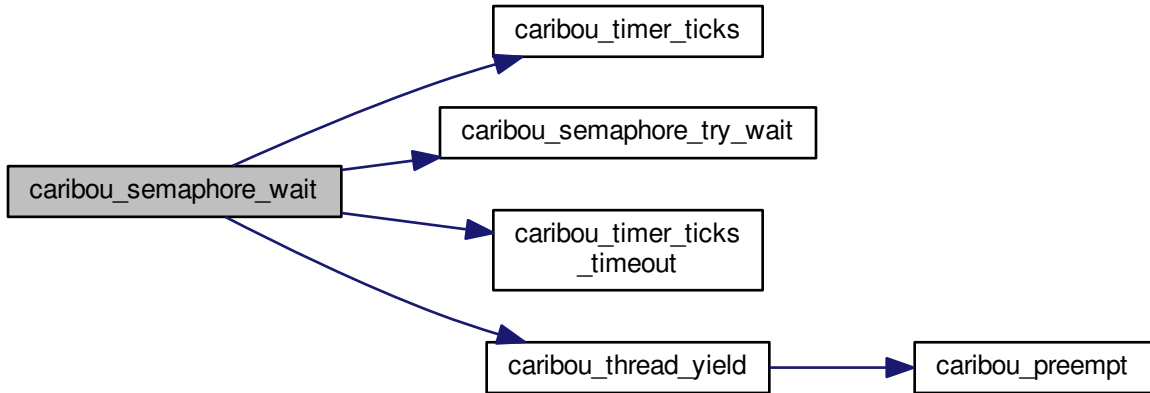 caribou_timer_ticks
caribou_semaphore_try_wait
caribou_semaphore_wait
caribou_timer_ticks
_timeout
caribou_thread_yield
caribou_preempt